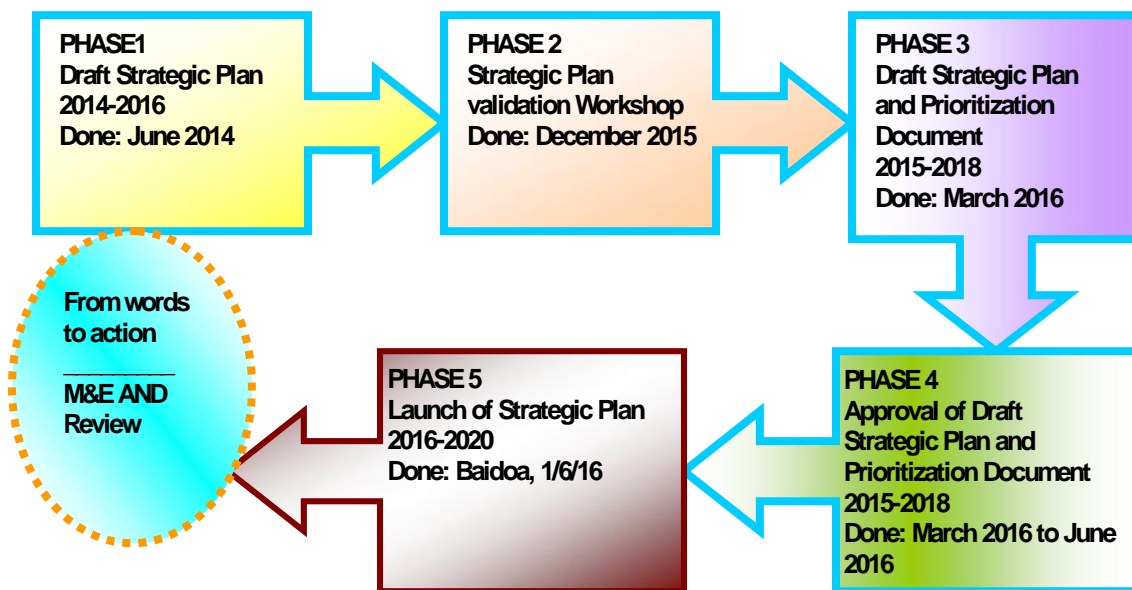 PHASE1
Draft Strategic Plan
2014-2016
Done: June 2014
PHASE 2
Strategic Plan
validation Workshop
Done: December 2015
PHASE 3
Draft Strategic Plan
and Prioritization
Document
2015-2018
Done: March 2016
PHASE 4
Approval of Draft
Strategic Plan and
Prioritization Document
2015-2018
Done: March 2016 to June
2016
PHASE 5
Launch of Strategic Plan
2016-2020
Done: Baidoa, 1/6/16
From words
to action
_________
M&E AND
Review